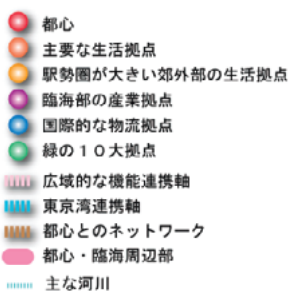 都心
主要な生活拠点
駅勢圏が大きい郊外部の生活拠点
臨海部の産業拠点
国際的な物流拠点
緑の１０大拠点
広域的な機能連携軸
東京湾連携軸
都心とのネットワーク
都心・臨海周辺部
主な河川